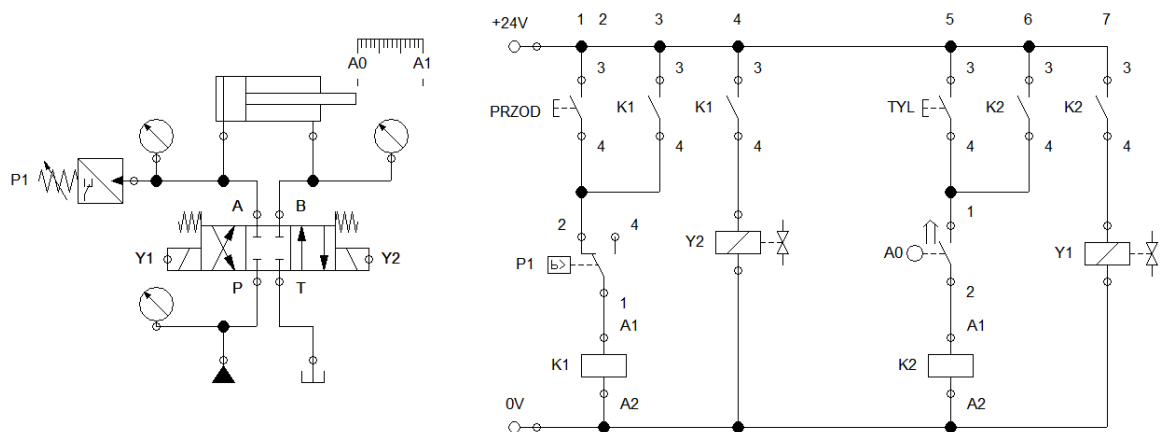 A0 A1
P1
A B
Y1 Y2
P T
1 2 3 4 5 6 7
+24V
3 3 3 3 3 3
PRZOD K1 K1 TYL K2 K2
4 4 4 4 4 4
2 4 1
P1 Y2 A0 Y1
1 2
A1 A1
K1 K2
A2 A2
0V